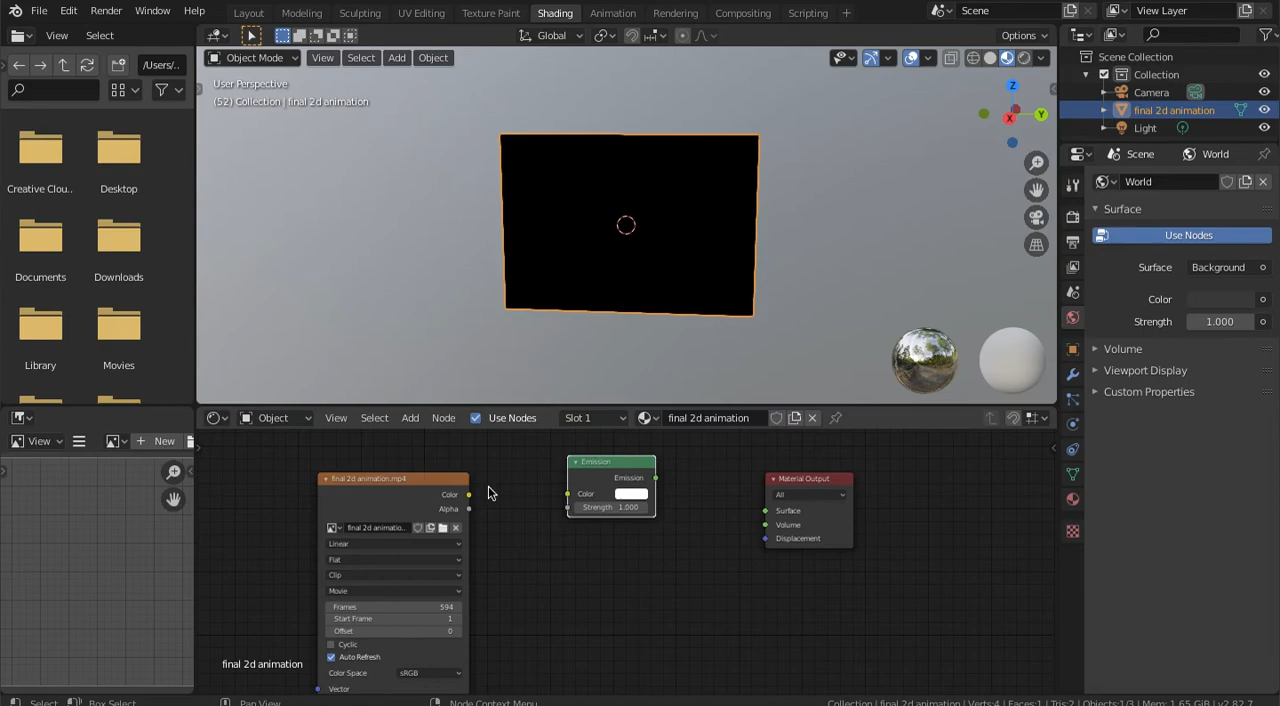 File Edit Render Window Help Layout Modeling Sculpting UV Editing Texture Paint Shading Animation Rendering Compositing Scripting + Scene View Layer
View Select Global Options
/Users/..
Object Mode View Select Add Object
User Perspective
(52) Collection | final 2d animation
Z
X
Y
Creative Clou...
Desktop
Documents
Downloads
Library
Movies
Scene Collection
Collection
Camera
final 2d animation
Light
Scene World
World
Surface
Use Nodes
Surface Background
Color
Strength 1.000
Volume
Viewport Display
Custom Properties
Object View Select Add Node Use Nodes Slot 1 final 2d animation
View + New
final 2d animation.mp4
Color
Alpha
final 2d animatio..
Linear
Flat
Clip
Movie
Frames 594
Start Frame 1
Offset 0
Cyclic
Auto Refresh
Color Space sRGB
Vector
Emission
Emission
Color
Strength 1.000
Material Output
All
Surface
Volume
Displacement
final 2d animation
Select Box Select Pan View Node Context Menu Collection | final 2d animation | Verts:4 | Faces:1 | Tris:2 | Objects:1/3 | Mem: 1.65 GiB | v2.82.7